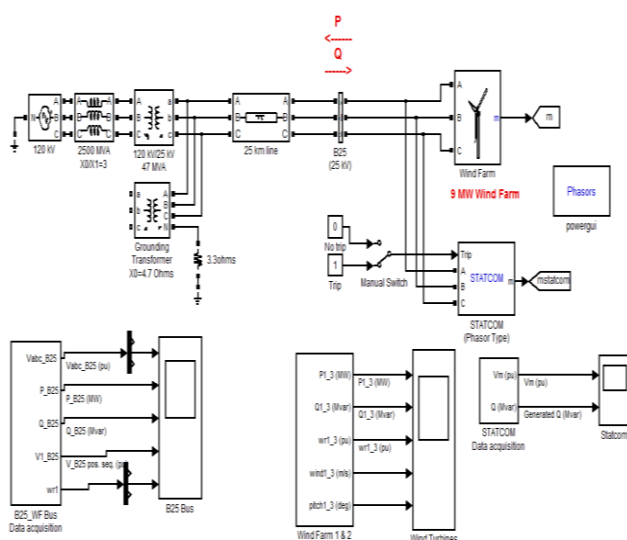 P
Q
A
B
C
N
A
B
C
A
B
C
A
B
C
A
B
C
a
b
c
A
B
C
A
B
C
A
B
C
m
m
120 kV
2500 MVA
X0/X1=3
120 kV/25 kV
47 MVA
25 km line
B25
(25 kV)
Wind Farm
9 MW Wind Farm
Phasors
powergui
a
b
c
A
B
C
N
Grounding
Transformer
X0=4.7 Ohms
3.3ohms
0
No trip
1
Trip
Manual Switch
Trip
A
B
C
STATCOM
m
mstatcom
STATCOM
(Phasor Type)
Vabc_B25
Vabc_B25 (pu)
P_B25
P_B25 (MW)
Q_B25
Q_B25 (Mvar)
V1_B25
V_B25 pos. seq. (pu)
wr1
B25_WF Bus
Data acquisition
B25 Bus
P1_3 (MW)
P1_3 (MW)
Q1_3 (Mvar)
Q1_3 (Mvar)
wr1_3 (pu)
wr1_3 (pu)
wind1_3 (m/s)
pitch1_3 (deg)
Wind Farm 1 & 2
Wind Turbines
Vm (pu)
Vm (pu)
Q (Mvar)
Generated Q (Mvar)
STATCOM
Data acquisition
Statcom